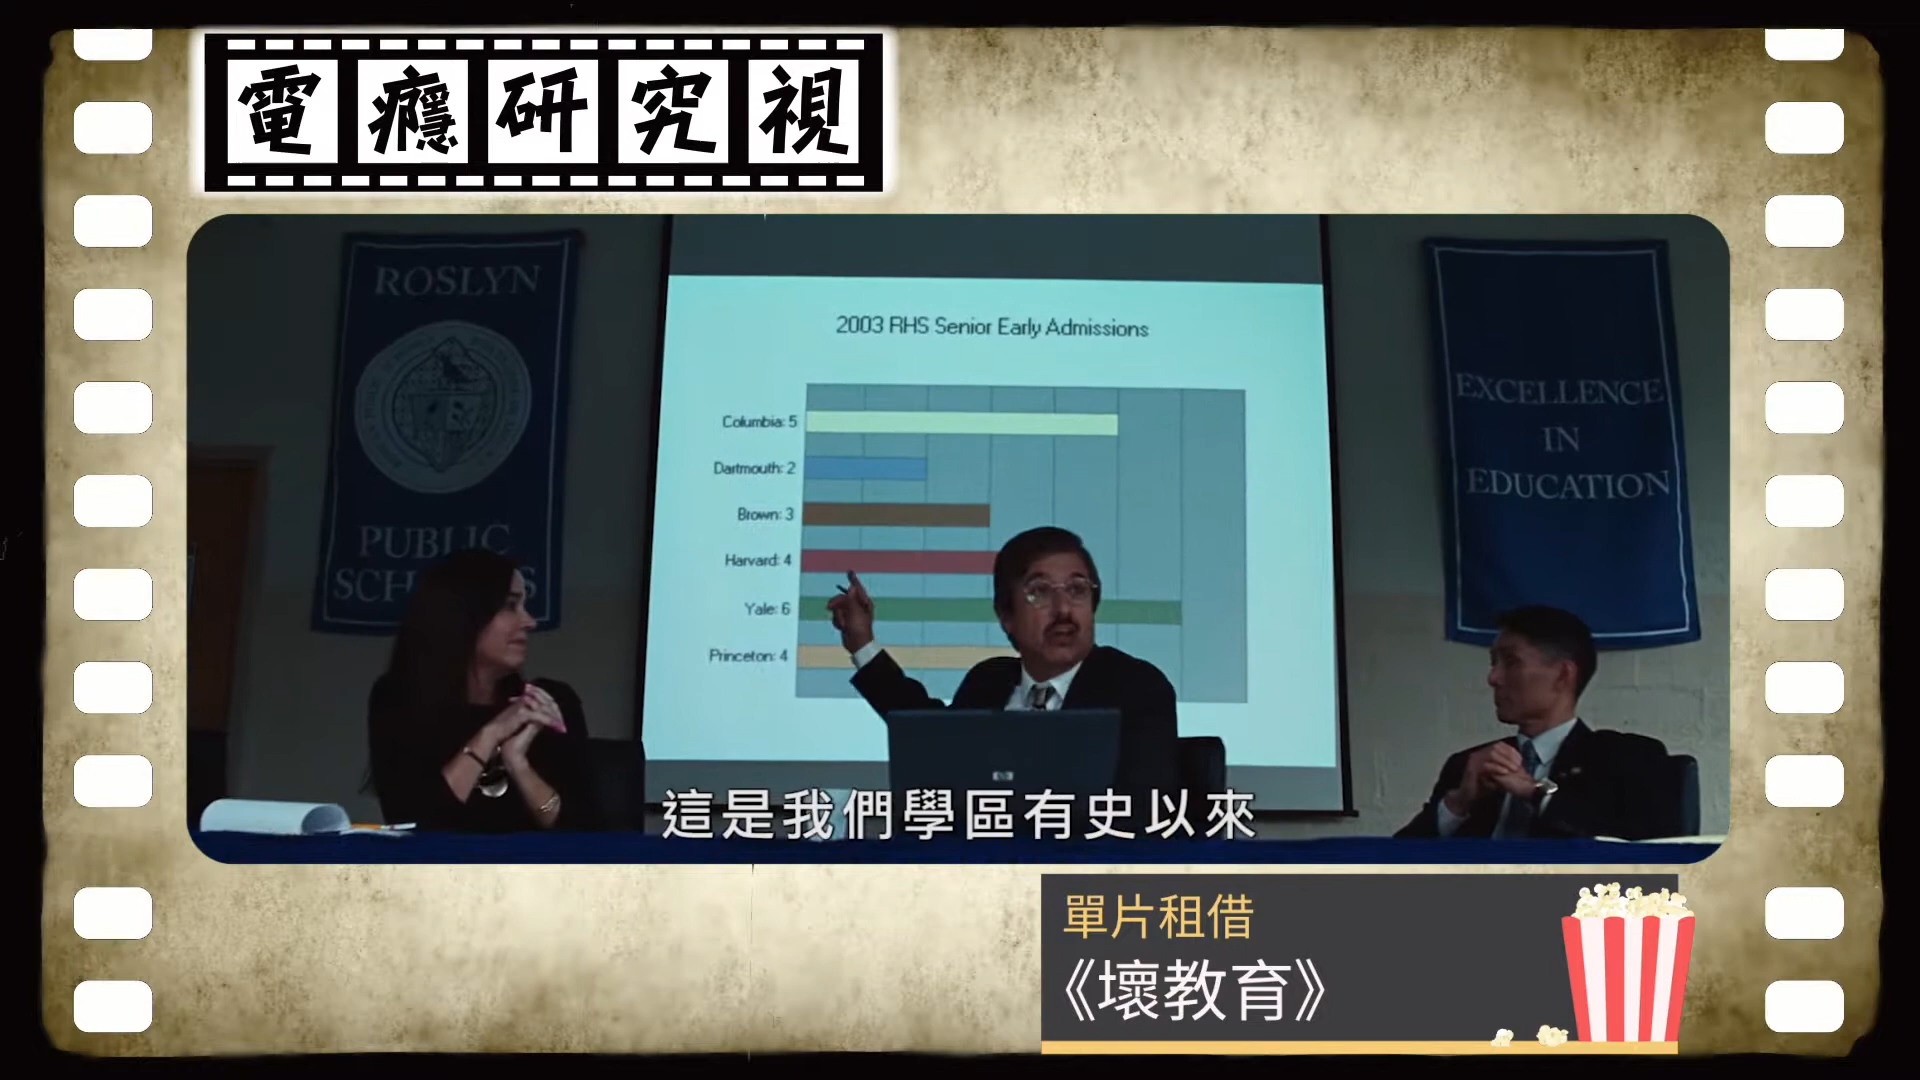 電癮研究視
ROSLYN
PUBLIC
EXCELLENCE
IN
EDUCATION
2003 RHS Senior Early Admissions
Columbia: 5
Dartmouth: 2
Brown: 3
Harvard: 4
Yale: 6
Princeton: 4
這是我們學區有史以來
單片租借
《壞教育》